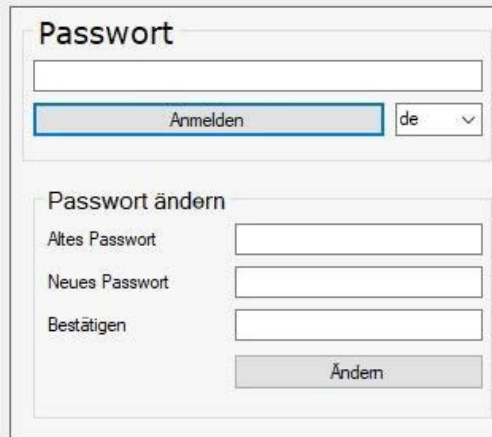 Passwort
Anmelden de
Passwort ändern
Altes Passwort
Neues Passwort
Bestätigen
Ändern